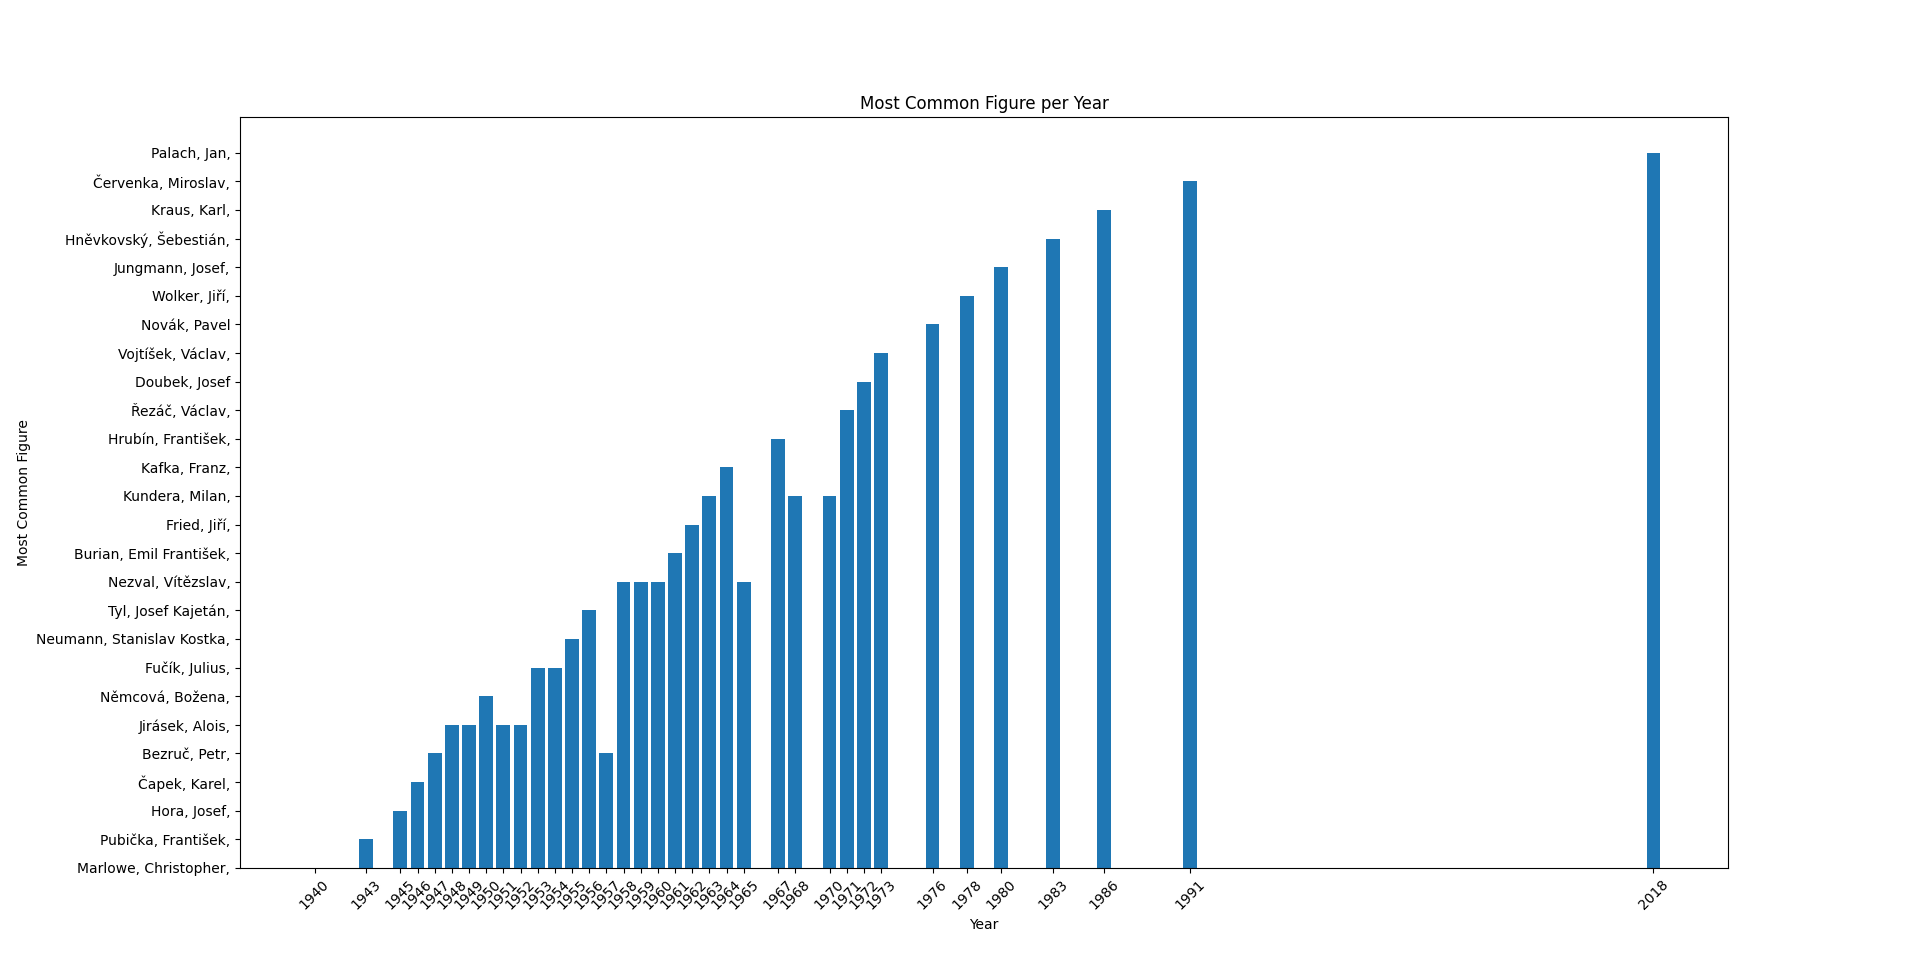 Most Common Figure per Year
Most Common Figure
Palach, Jan,
Červenka, Miroslav,
Kraus, Karl,
Hněvkovský, Šebestián,
Jungmann, Josef,
Wolker, Jiří,
Novák, Pavel
Vojtíšek, Václav,
Doubek, Josef
Řezáč, Václav,
Hrubín, František,
Kafka, Franz,
Kundera, Milan,
Fried, Jiří,
Burian, Emil František,
Nezval, Vítězslav,
Tyl, Josef Kajetán,
Neumann, Stanislav Kostka,
Fučík, Julius,
Němcová, Božena,
Jirásek, Alois,
Bezruč, Petr,
Čapek, Karel,
Hora, Josef,
Pubička, František,
Marlowe, Christopher,
1940
1943
1945
1946
1947
1948
1949
1950
1951
1952
1953
1954
1955
1956
1957
1958
1959
1960
1961
1962
1963
1964
1965
1967
1968
1970
1971
1972
1973
1976
1978
1980
1983
1986
1991
2018
Year